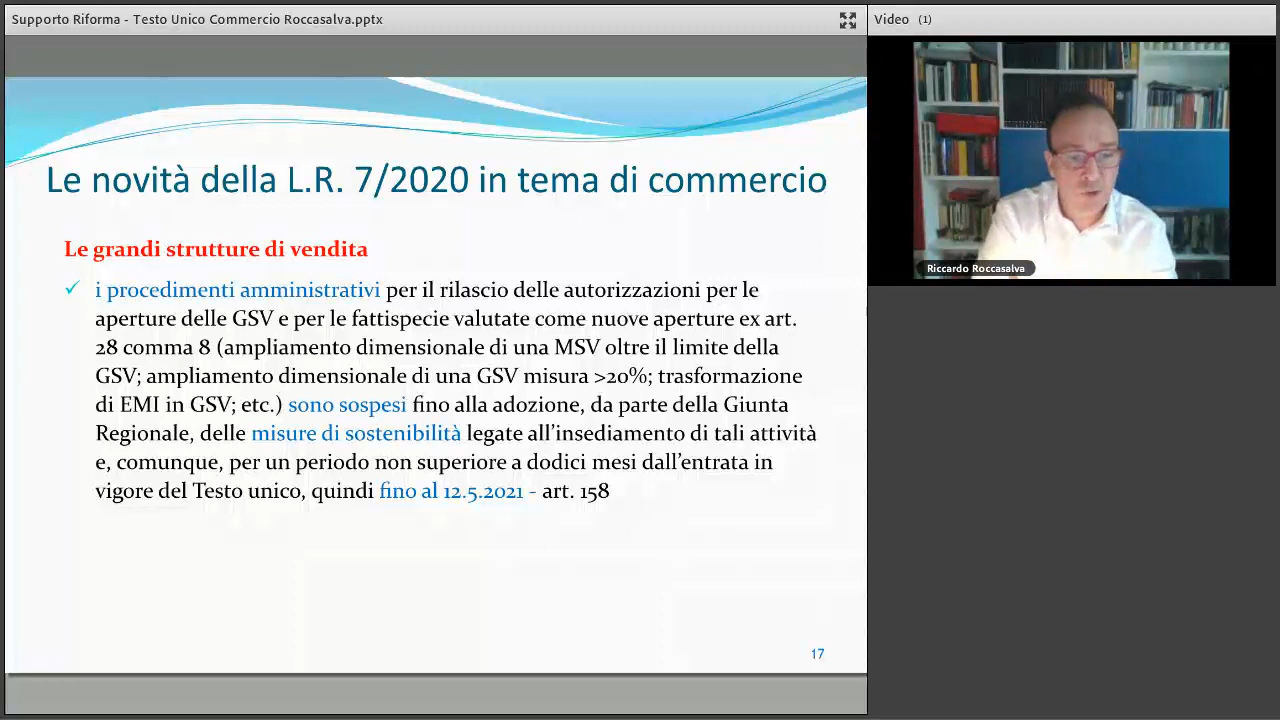 Supporto Riforma - Testo Unico Commercio Roccasalva.pptx
Video (1)
Le novità della L.R. 7/2020 in tema di commercio
Le grandi strutture di vendita
✓ i procedimenti amministrativi per il rilascio delle autorizzazioni per le
aperture delle GSV e per le fattispecie valutate come nuove aperture ex art.
28 comma 8 (ampliamento dimensionale di una MSV oltre il limite della
GSV; ampliamento dimensionale di una GSV misura >20%; trasformazione
di EMI in GSV; etc.) sono sospesi fino alla adozione, da parte della Giunta
Regionale, delle misure di sostenibilità legate all'insediamento di tali attività
e, comunque, per un periodo non superiore a dodici mesi dall'entrata in
vigore del Testo unico, quindi fino al 12.5.2021 - art. 158
17
Riccardo Roccasalva